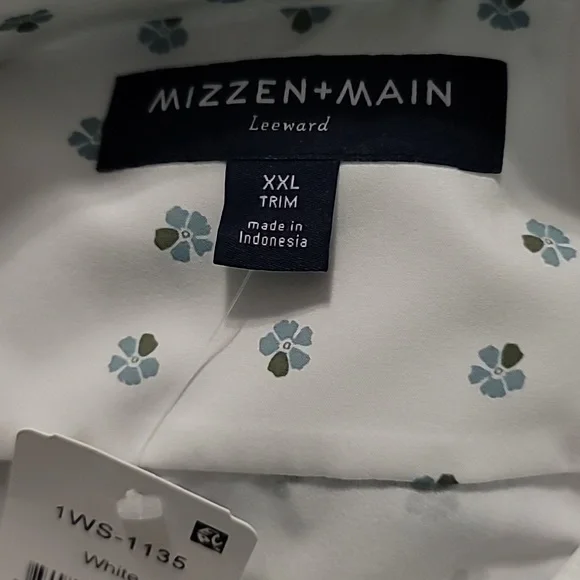 MIZZEN+MAIN
Leeward
XXL
TRIM
made in
Indonesia
1WS-1135
White